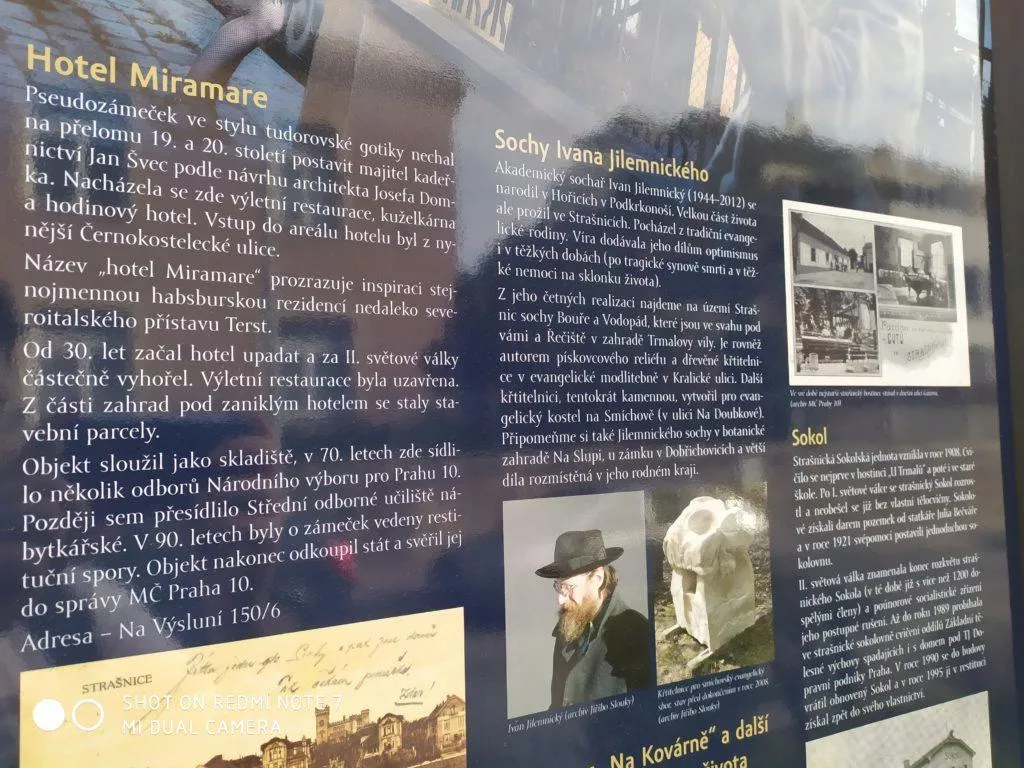 Hotel Miramare
Pseudozámeček ve stylu tudorovské gotiky nechal
na přelomu 19. a 20. století postavit majitel kadeř-
nictví Jan Švec podle návrhu architekta Josefa Dom-
ka. Nacházela se zde výletní restaurace, kuželkárna
a hodinový hotel. Vstup do areálu hotelu byl z ny-
nější Černokostelecké ulice.
Název „hotel Miramare“ prozrazuje inspiraci stej-
nojmennou habsburskou rezidencí nedaleko seve-
roitalského přístavu Terst.
Od 30. let začal hotel upadat a za II. světové války
částečně vyhořel. Výletní restaurace byla uzavřena.
Z části zahrad pod zaniklým hotelem se staly sta-
vební parcely.
Objekt sloužil jako skladiště, v 70. letech zde sídli-
lo několik odborů Národního výboru pro Prahu 10.
Později sem přesídlilo Střední odborné učiliště ná-
bytkářské. V 90. letech byly o zámeček vedeny resti-
tuční spory. Objekt nakonec odkoupil stát a svěřil jej
do správy MČ Praha 10.
Adresa – Na Výsluní 150/6
STRAŠNICE
SHOT ON REDMI NOTE 7
MI DUAL CAMERA
Sochy Ivana Jilemnického
Akademický sochař Ivan Jilemnický (1944–2012) se
narodil v Hořicích v Podkrkonoší. Velkou část života
ale prožil ve Strašnicích. Pocházel z tradiční evange-
lické rodiny. Víra dodávala jeho dílům optimismus
i v těžkých dobách (po tragické synově smrti a v těž-
ké nemoci na sklonku života).
Z jeho četných realizací najdeme na území Straš-
nic sochy Bouře a Vodopád, které jsou ve svahu pod
vámi a Řečiště v zahradě Trmalovy vily. Je rovněž
autorem pískovcového reliéfu a dřevěné křtitelni-
ce v evangelické modlitebně v Kralické ulici. Další
křtitelnici, tentokrát kamennou, vytvořil pro evan-
gelický kostel na Smíchově (v ulici Na Doubkové).
Připomeňme si také Jilemnického sochy v botanické
zahradě Na Slupi, u zámku v Dobřichovicích a větší
díla rozmístěná v jeho rodném kraji.
Ivan Jilemnický (archiv Jiřího Slouky)
Křtitelnice pro smíchovský evangelický
sbor, stav před dokončením v roce 2008
(archiv Jiřího Slouky)
Na Kovárně“ a další
života
(archiv MČ Prahy 10)
Sokol
Strašnická Sokolská jednota vznikla v roce 1908. Cvi-
čilo se nejprve v hostinci „U Trmalů“ a poté i ve staré
škole. Po I. světové válce se strašnický Sokol rozros-
tl a neobešel se již bez vlastní tělocvičny. Sokolo-
vé získali darem pozemek od statkáře Julia Bečváře
a v roce 1921 svépomocí postavili jednoduchou so-
kolovnu.
II. světová válka znamenala konec rozkvětu straš-
nického Sokola (v té době již s více než 1200 do-
spělými členy) a poúnorové socialistické zřízení
jeho postupné rušení. Až do roku 1989 probíhala
ve strašnické sokolovně cvičení oddílů Základní tě-
lesné výchovy spadajících i s domem pod TJ Do-
pravní podniky Praha. V roce 1990 se do budovy
vrátil obnovený Sokol a v roce 1995 ji v restituci
získal zpět do svého vlastnictví.